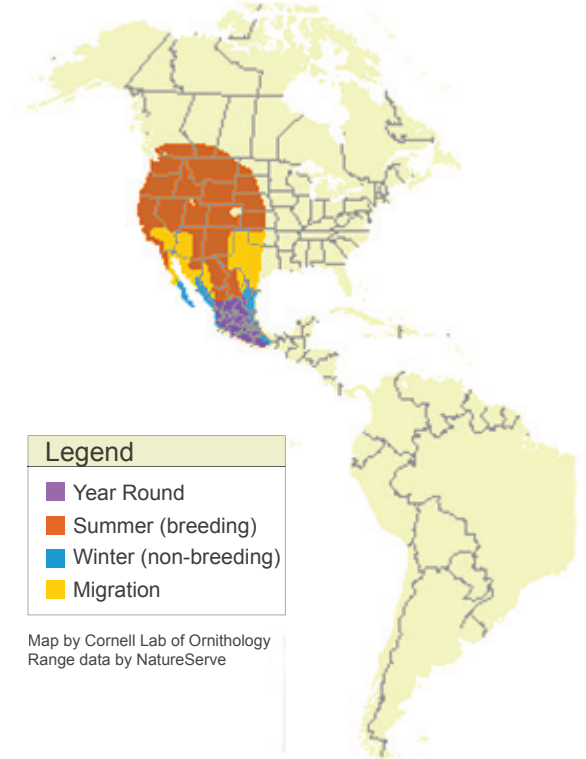 Legend
Year Round
Summer (breeding)
Winter (non-breeding)
Migration
Map by Cornell Lab of Ornithology
Range data by NatureServe